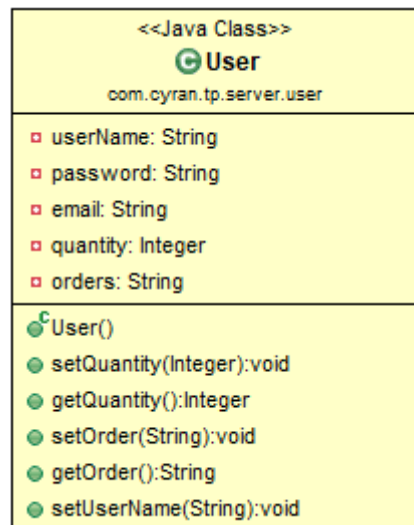 <<Java Class>>
C User
com.cyran.tp.server.user
userName: String
password: String
email: String
quantity: Integer
orders: String
C User()
setQuantity(Integer):void
getQuantity():Integer
setOrder(String):void
getOrder():String
setUserName(String):void